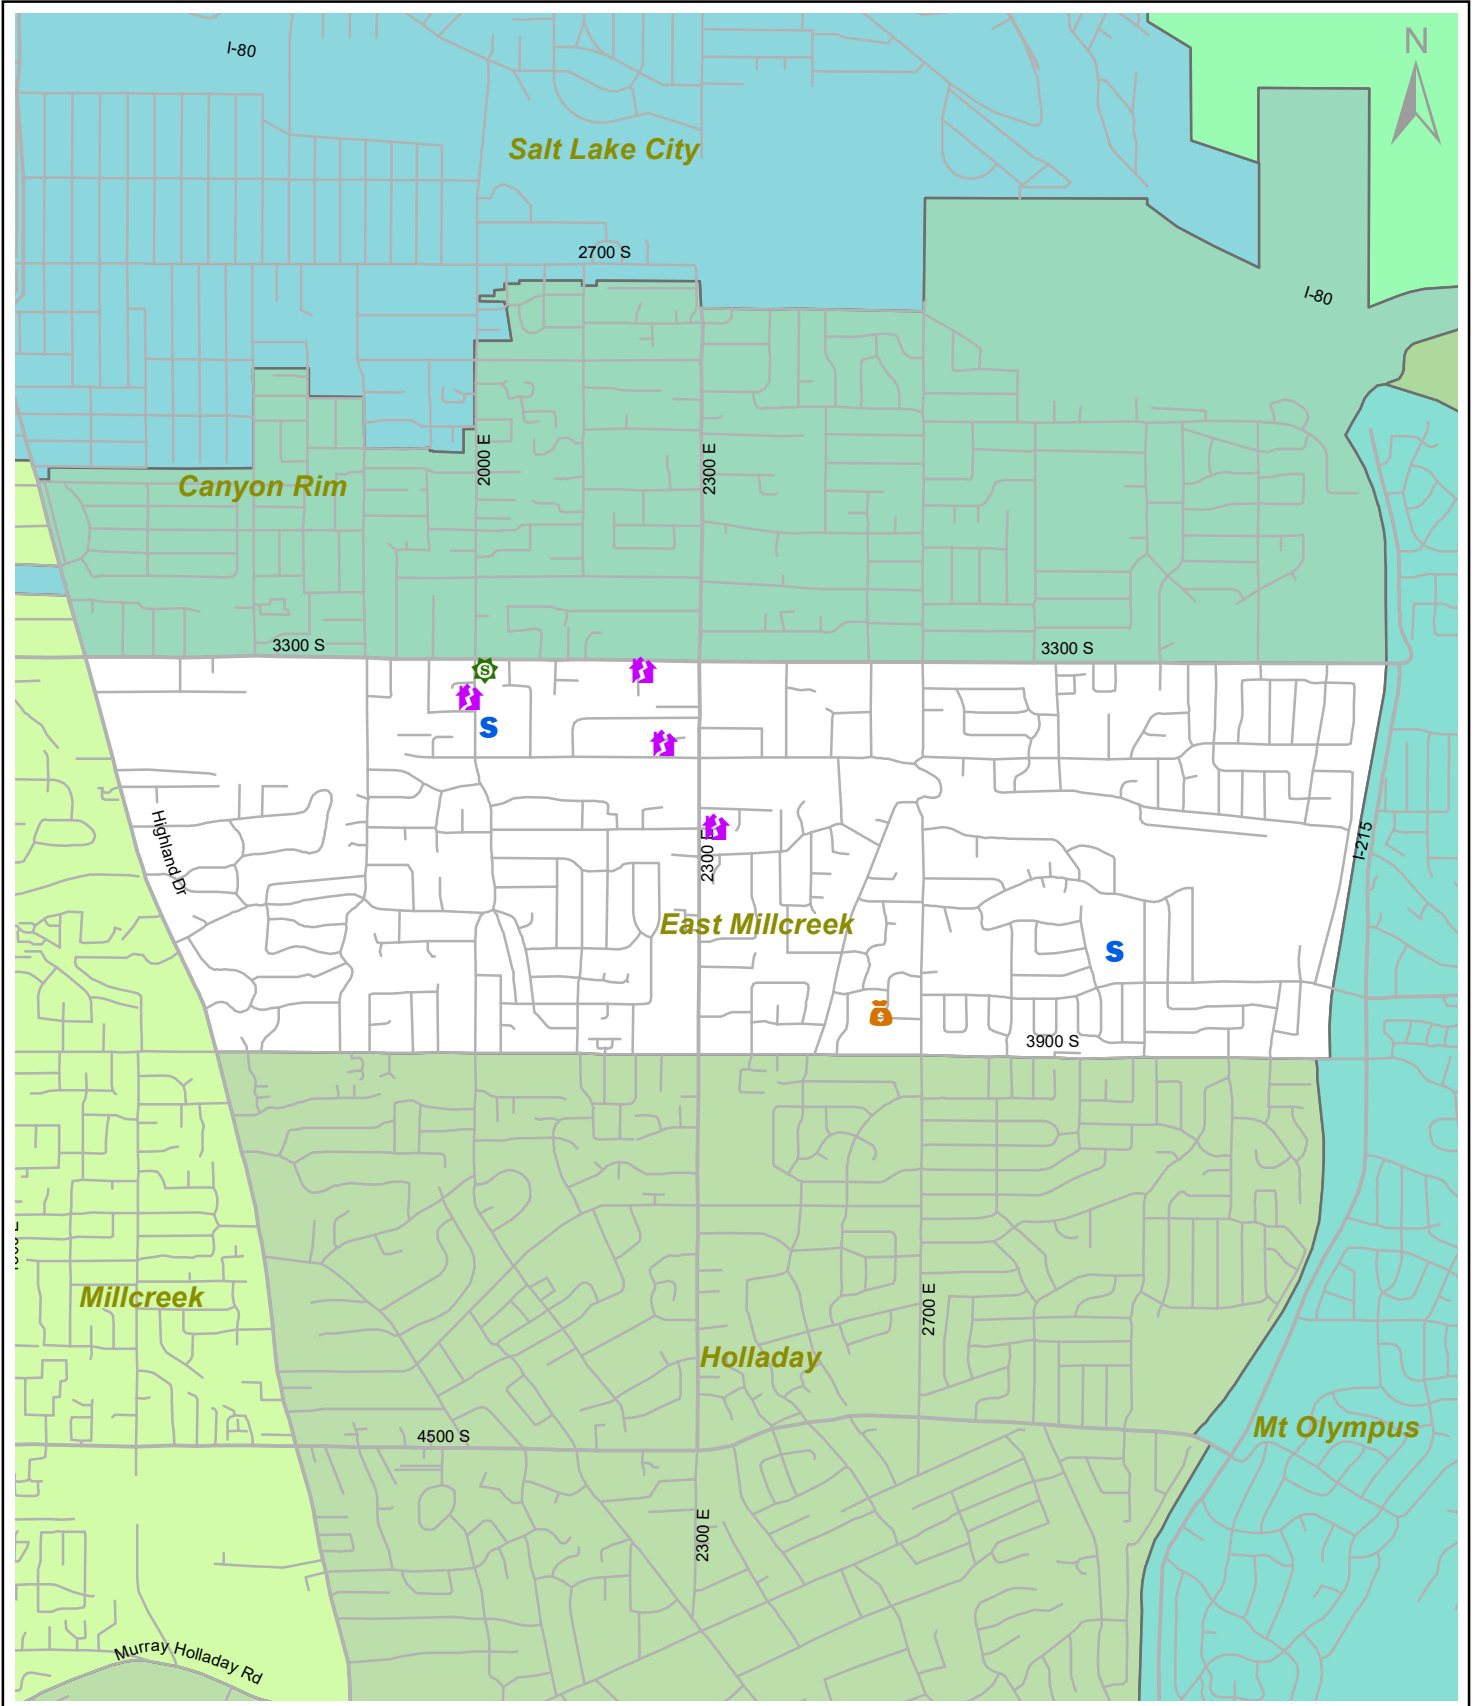 I-80
N
Salt Lake City
2700 S
I-80
2000 E
2300 E
Canyon Rim
3300 S
3300 S
S
S
Highland Dr
2300 E
I-215
East Millcreek
S
$
3900 S
2700 E
Millcreek
Holladay
Mt Olympus
4500 S
2300 E
Murray Holladay Rd